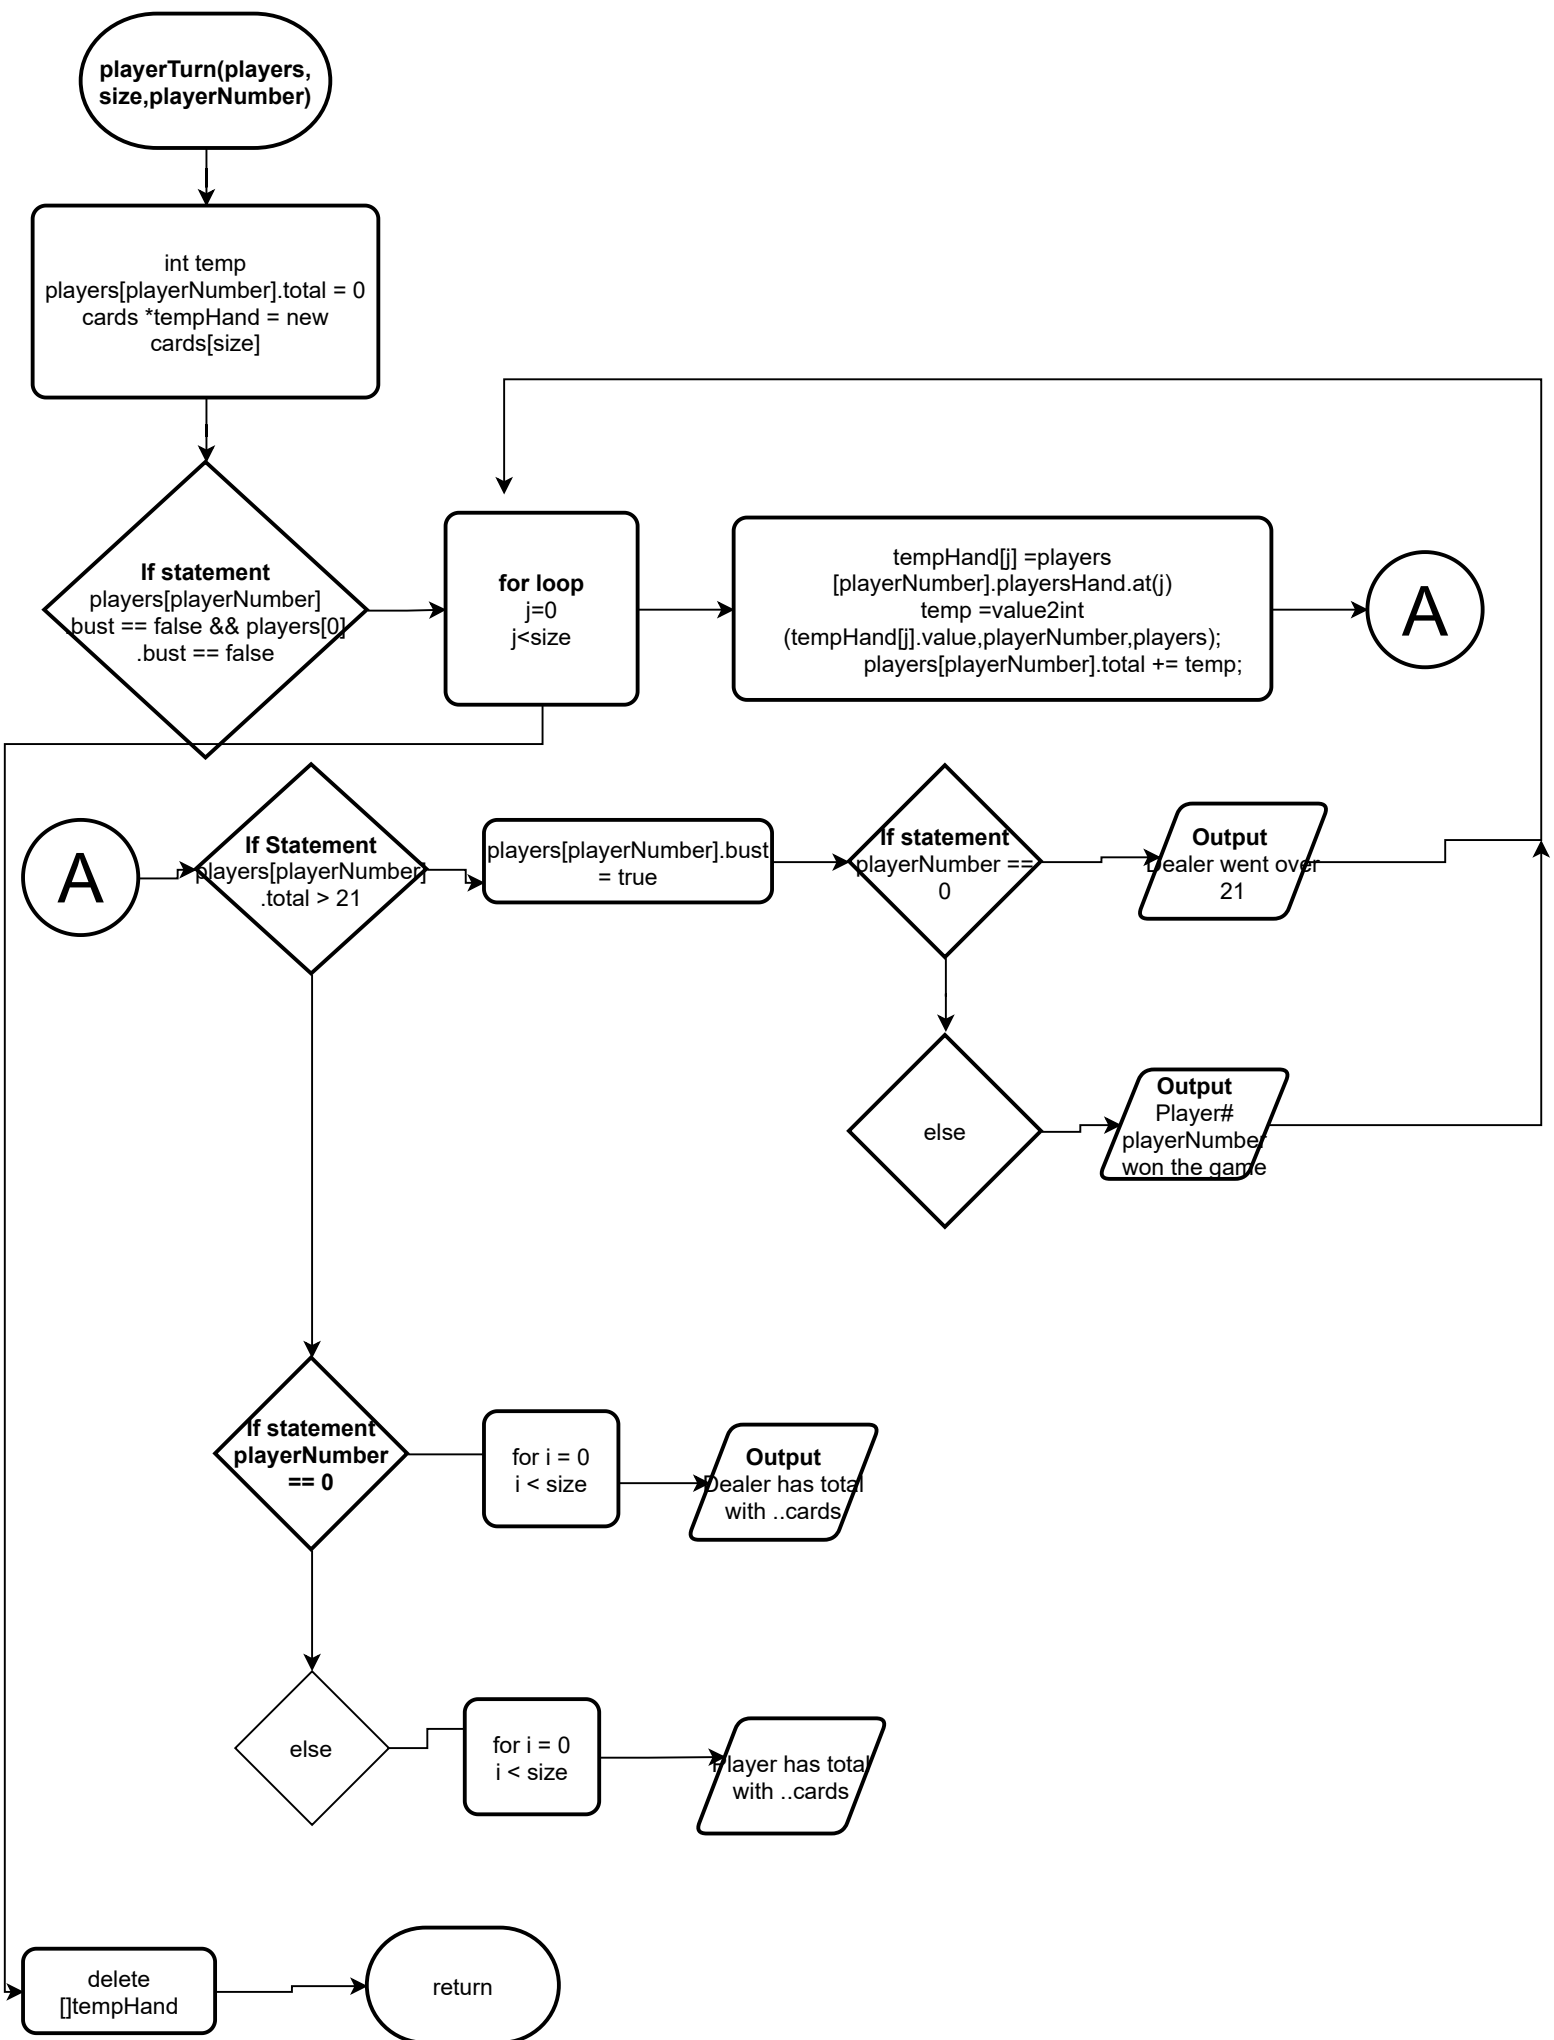 playerTurn(players,
size,playerNumber)
int temp
players[playerNumber].total = 0
cards *tempHand = new
cards[size]
If statement
players[playerNumber]
.bust == false && players[0]
.bust == false
for loop
j=0
j<size
tempHand[j] =players
[playerNumber].playersHand.at(j)
temp =value2int
(tempHand[j].value,playerNumber,players);
players[playerNumber].total += temp;
A
A
If Statement
players[playerNumber]
.total > 21
players[playerNumber].bust
= true
If statement
playerNumber ==
0
Output
Dealer went over
21
else
Output
Player#
playerNumber
won the game
If statement
playerNumber
== 0
for i = 0
i < size
Output
Dealer has total
with ..cards
else
for i = 0
i < size
Player has total
with ..cards
delete
[]tempHand
return